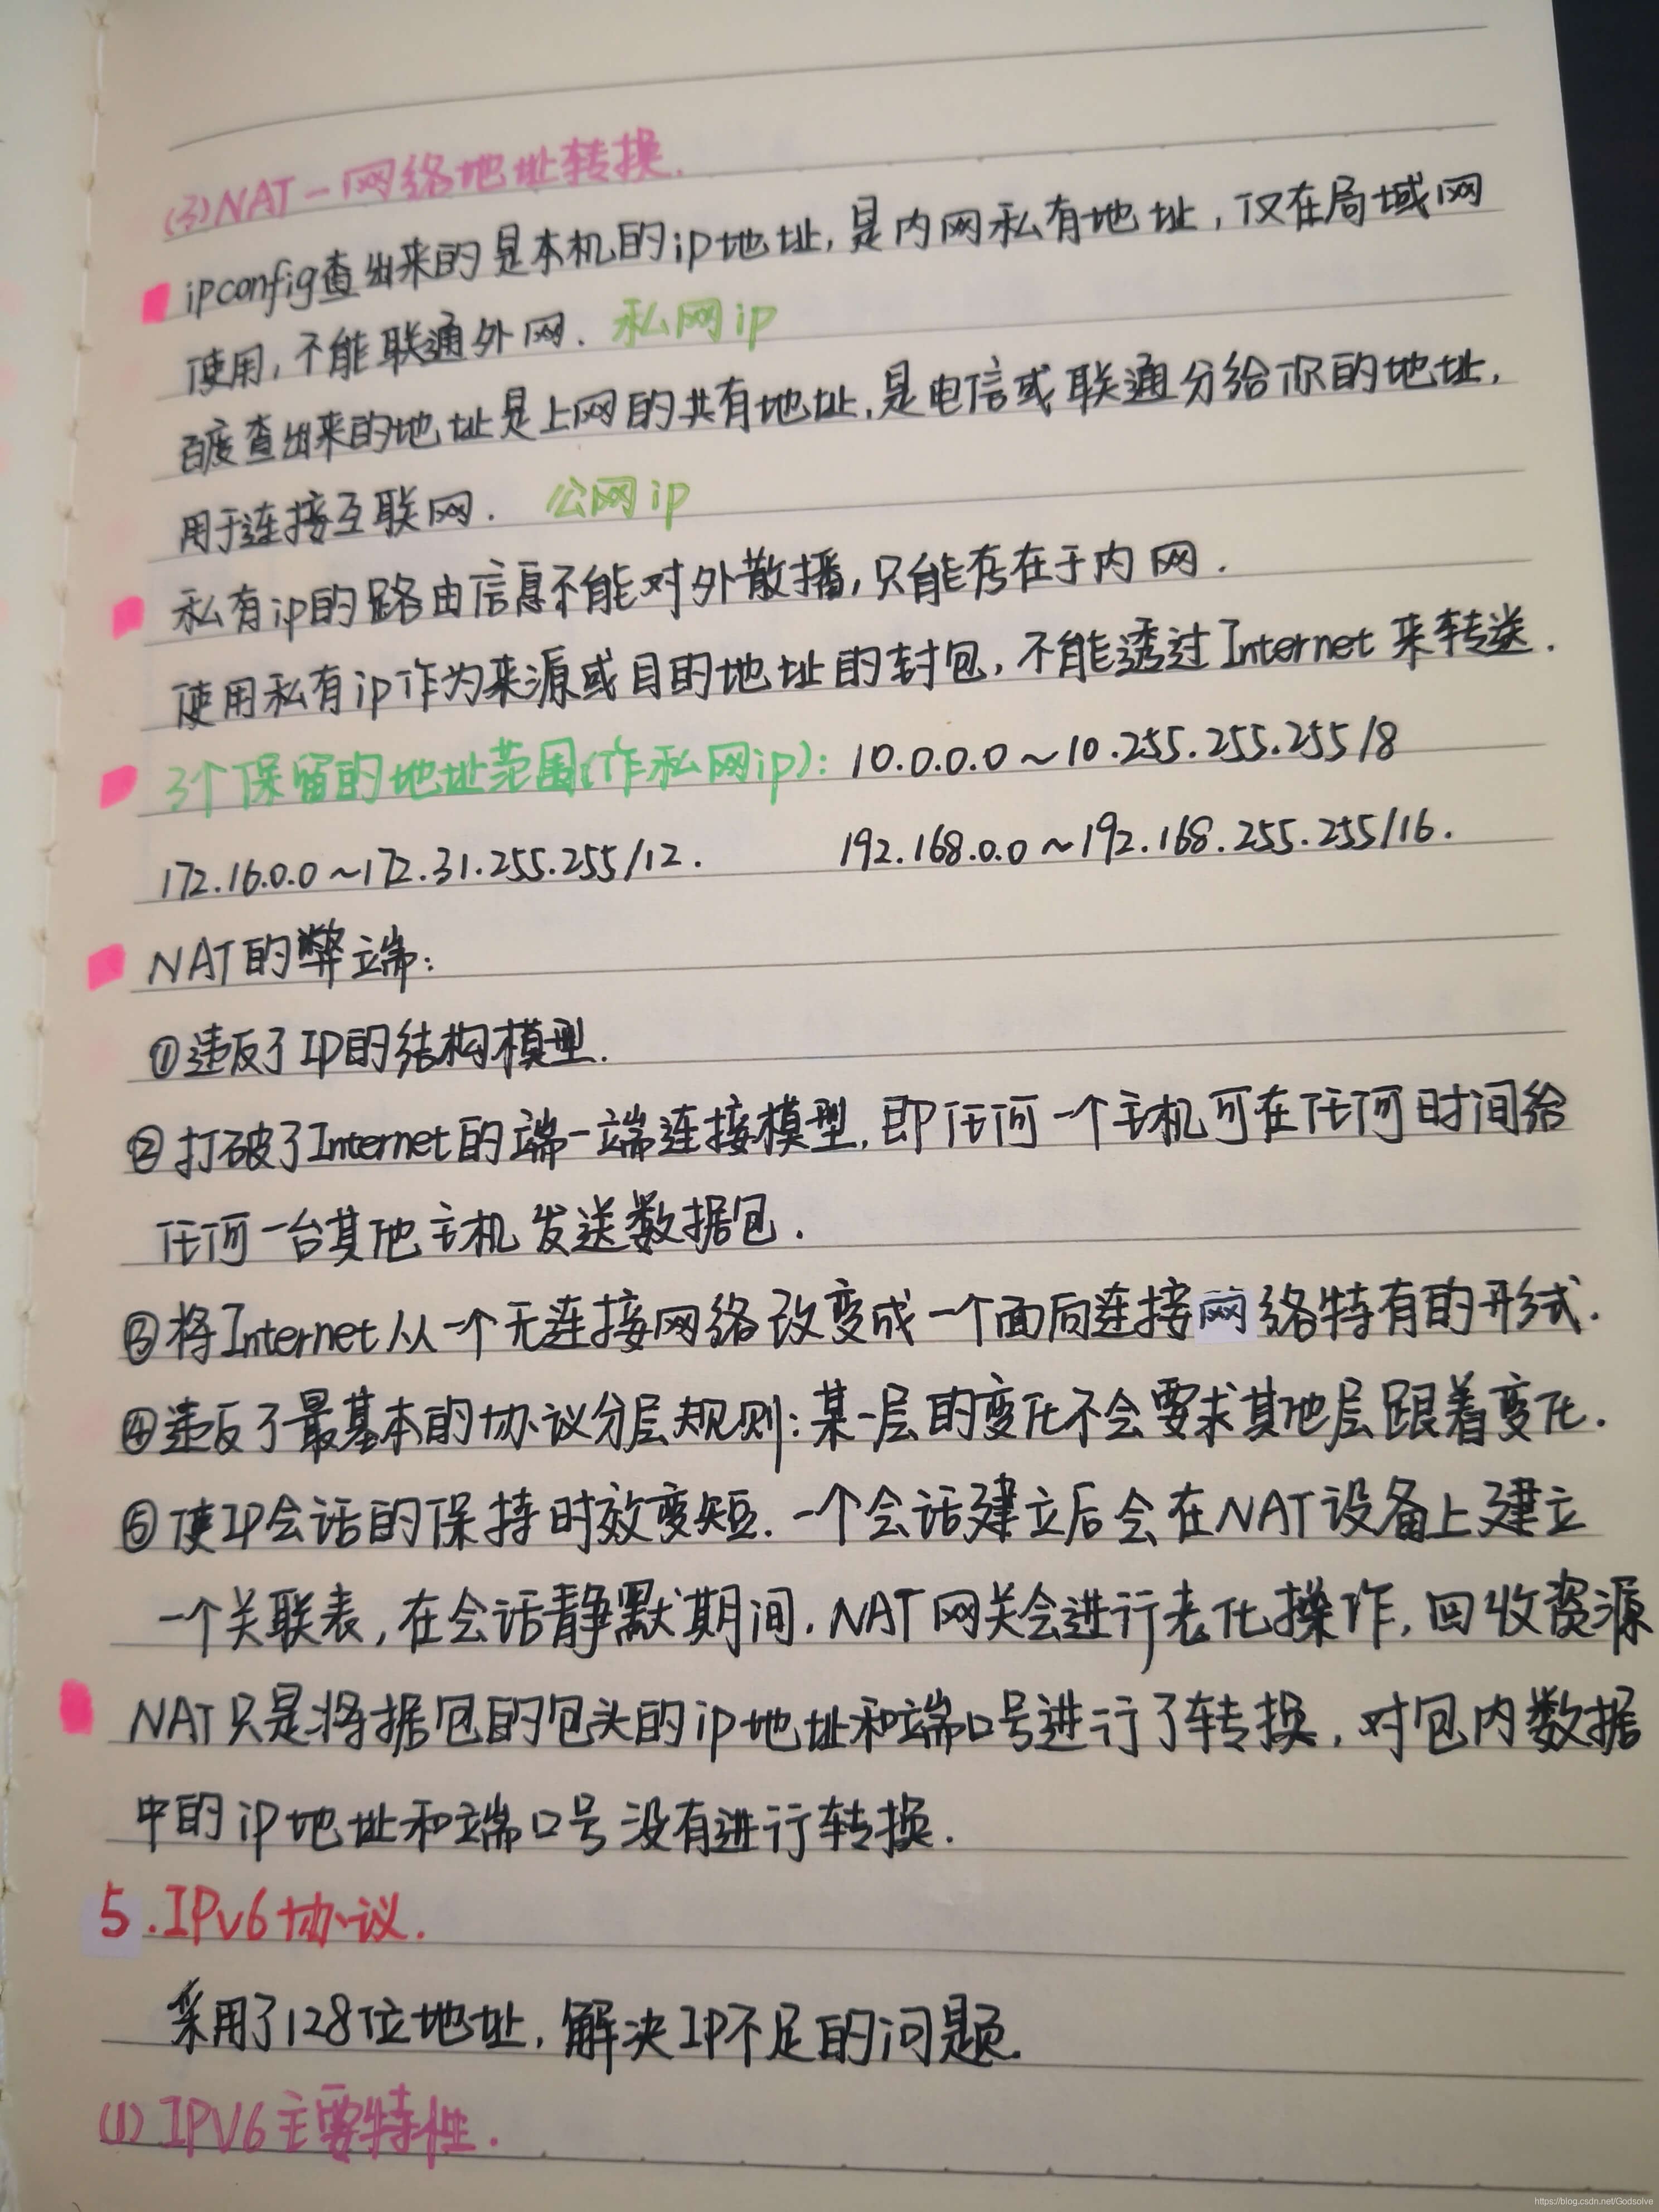 (3)NAT-网络地址转换.
ipconfig查出来的是本机的ip地址,是内网私有地址,仅在局域网
使用,不能联通外网. 私网ip
百度查出来的地址是上网的共有地址,是电信或联通分给你的地址,
用于连接互联网. 公网ip
私有ip的路由信息不能对外散播,只能存在于内网.
使用私有ip作为来源或目的地址的封包,不能透过Internet来转送.
3个保留的地址范围(作私网ip): 10.0.0.0~10.255.255.255/8
172.16.0.0~172.31.255.255/12. 192.168.0.0~192.168.255.255/16.
NAT的弊端:
①违反了IP的结构模型.
②打破了Internet的端-端连接模型,即任何一个主机可在任何时间给
任何一台其他主机发送数据包.
③将Internet从一个无连接网络改变成一个面向连接网络特有的形式.
④违反了最基本的协议分层规则:某一层的变化不会要求其他层跟着变化.
⑤使IP会话的保持时效变短.一个会话建立后会在NAT设备上建立
一个关联表,在会话静默期间,NAT网关会进行老化操作,回收资源
NAT只是将据包的包头的ip地址和端口号进行了转换,对包内数据
中的ip地址和端口号没有进行转换.
5.IPv6协议.
采用了128位地址,解决IP不足的问题.
(1)IPV6主要特性.
https://blog.csdn.net/Godsolve